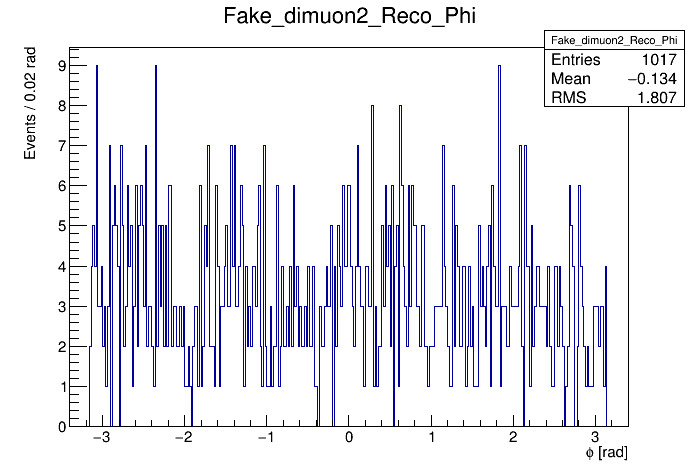 Fake_dimuon2_Reco_Phi
Fake_dimuon2_Reco_Phi
Entries 1017
Mean −0.134
RMS 1.807
Events / 0.02 rad
9
8
7
6
5
4
3
2
1
0
−3 −2 −1 0 1 2 3
ϕ [rad]